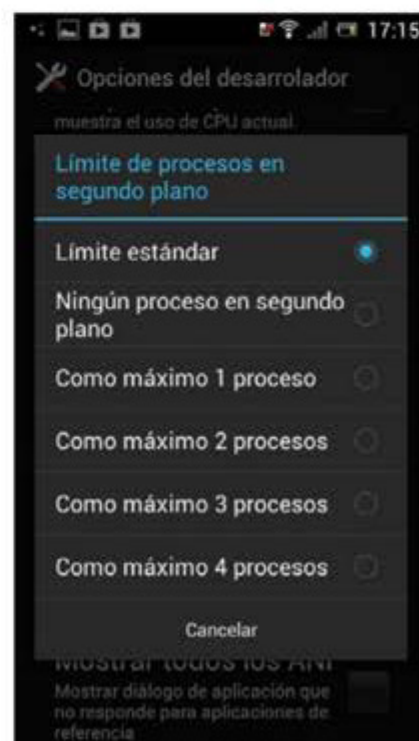 17:15
Opciones del desarrolador
muestra el uso de CPU actual.
Límite de procesos en
segundo plano
Límite estándar
Ningún proceso en segundo
plano
Como máximo 1 proceso
Como máximo 2 procesos
Como máximo 3 procesos
Como máximo 4 procesos
Cancelar
Mostrar todos los ANR
Mostrar diálogo de aplicación que
no responde para aplicaciones de
referencia